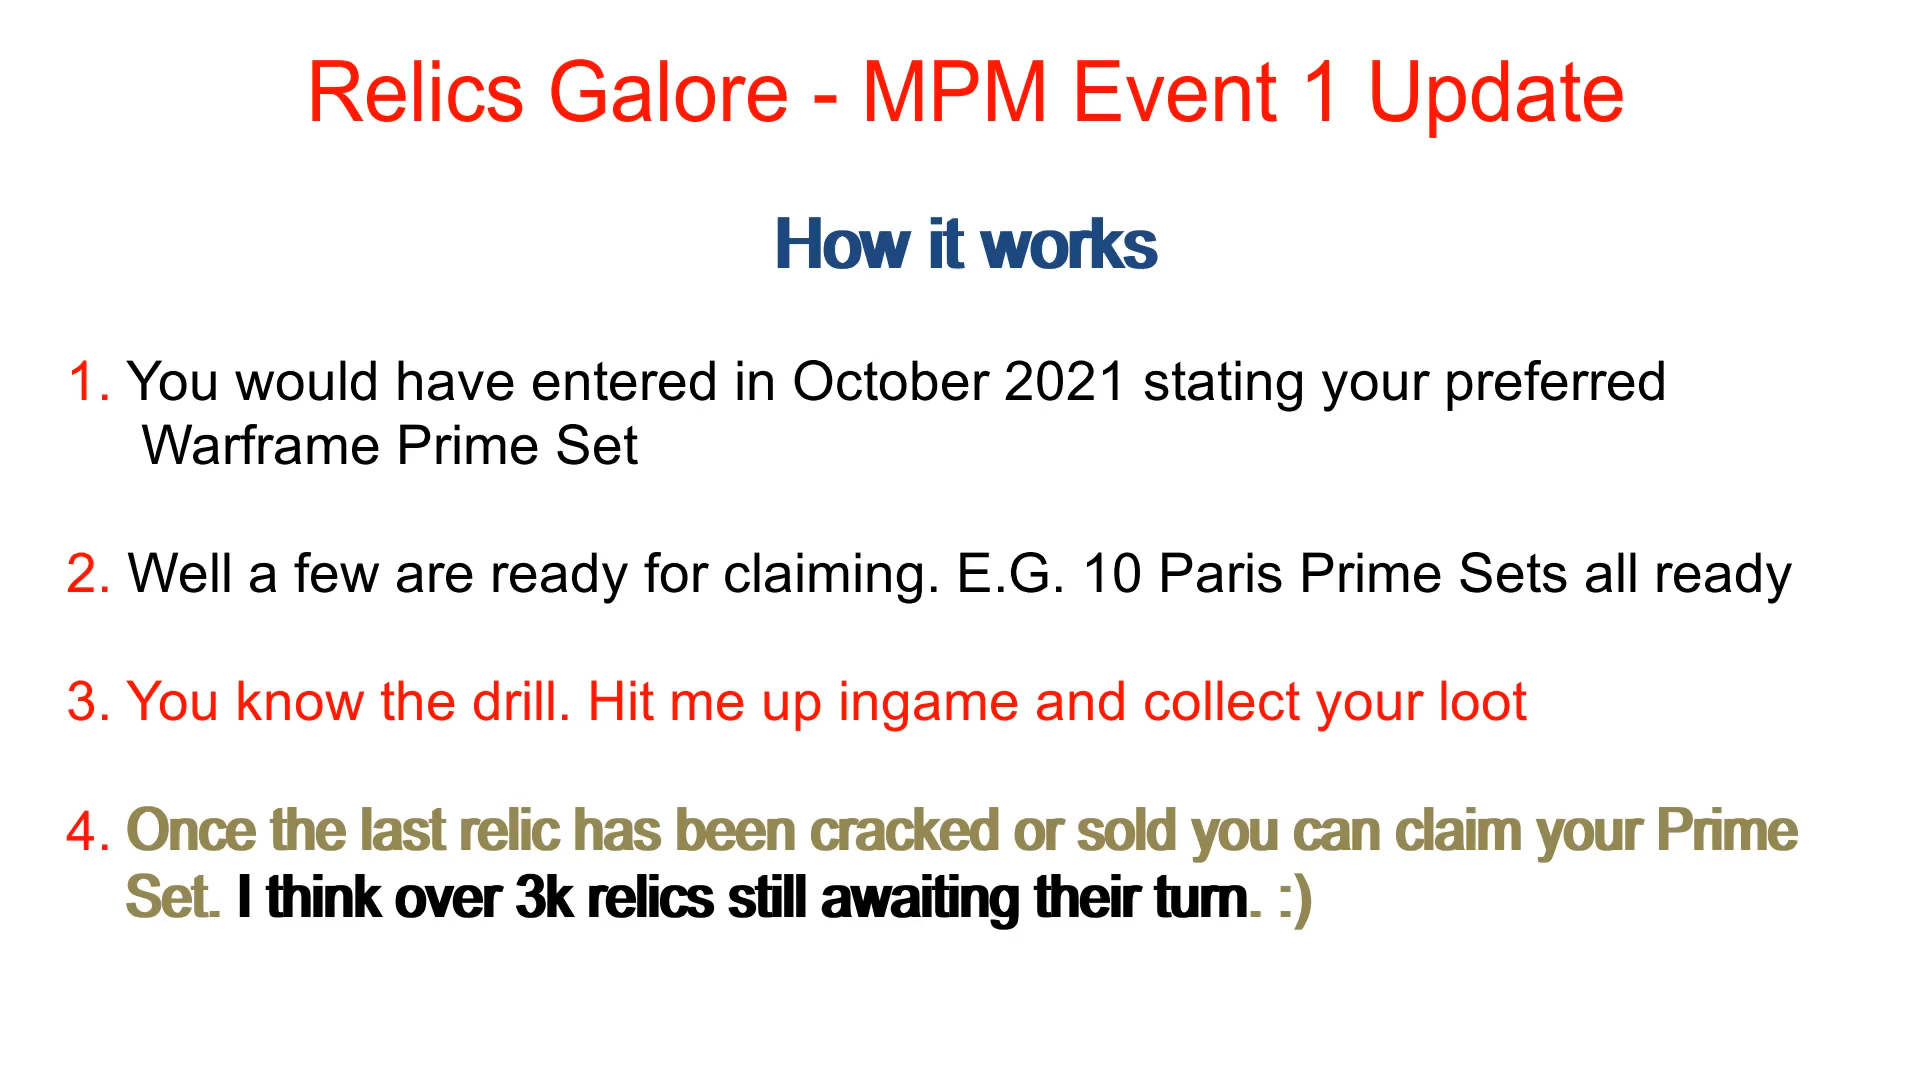 Relics Galore - MPM Event 1 Update
How it works
1. You would have entered in October 2021 stating your preferred
Warframe Prime Set
2. Well a few are ready for claiming. E.G. 10 Paris Prime Sets all ready
3. You know the drill. Hit me up ingame and collect your loot
4. Once the last relic has been cracked or sold you can claim your Prime
Set. I think over 3k relics still awaiting their turn. :)